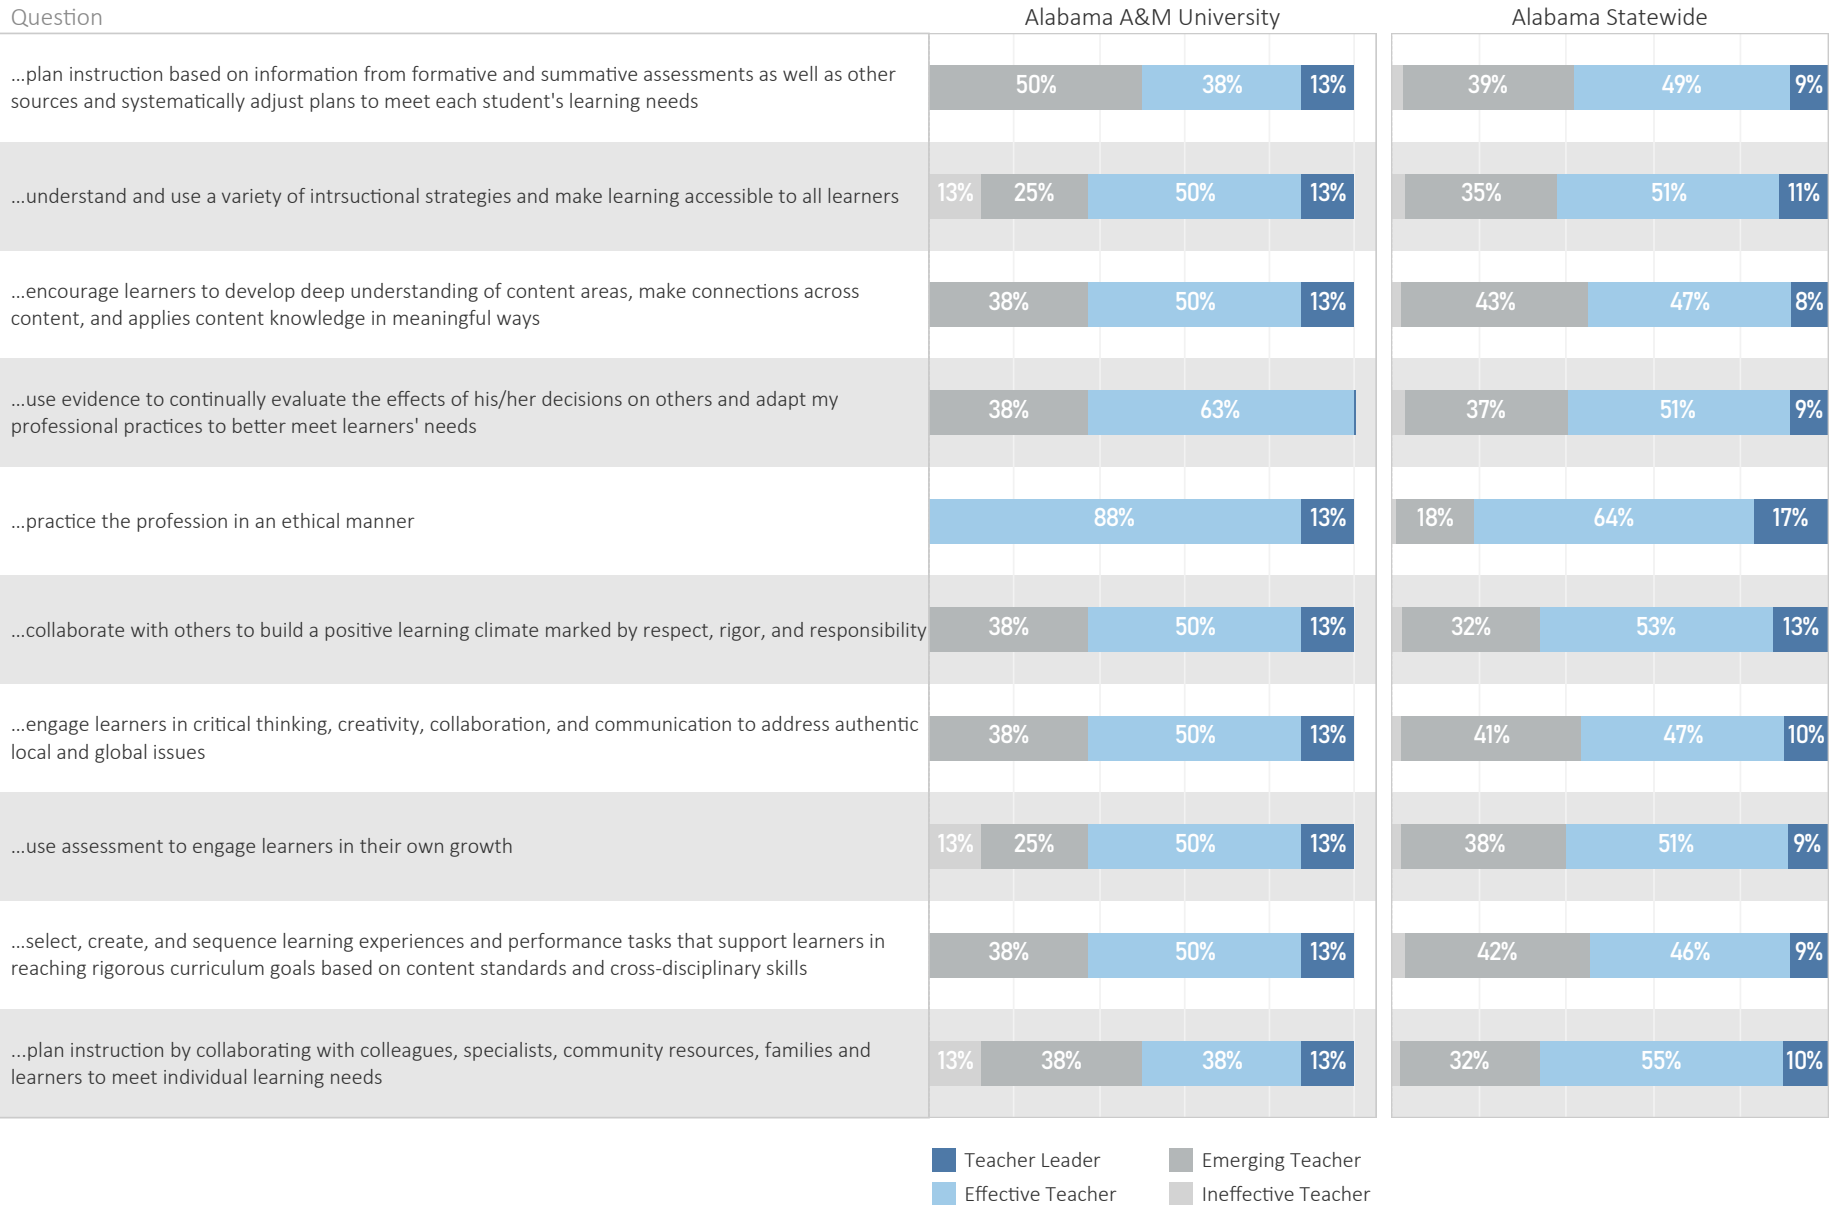 Question Alabama A&M University Alabama Statewide
...plan instruction based on information from formative and summative assessments as well as other
sources and systematically adjust plans to meet each student's learning needs
50% 38% 13% 39% 49% 9%
...understand and use a variety of intrsuctional strategies and make learning accessible to all learners
13% 25% 50% 13% 35% 51% 11%
...encourage learners to develop deep understanding of content areas, make connections across
content, and applies content knowledge in meaningful ways
38% 50% 13% 43% 47% 8%
...use evidence to continually evaluate the effects of his/her decisions on others and adapt my
professional practices to better meet learners' needs
38% 63% 37% 51% 9%
...practice the profession in an ethical manner
88% 13% 18% 64% 17%
...collaborate with others to build a positive learning climate marked by respect, rigor, and responsibility
38% 50% 13% 32% 53% 13%
...engage learners in critical thinking, creativity, collaboration, and communication to address authentic
local and global issues
38% 50% 13% 41% 47% 10%
...use assessment to engage learners in their own growth
13% 25% 50% 13% 38% 51% 9%
...select, create, and sequence learning experiences and performance tasks that support learners in
reaching rigorous curriculum goals based on content standards and cross-disciplinary skills
38% 50% 13% 42% 46% 9%
...plan instruction by collaborating with colleagues, specialists, community resources, families and
learners to meet individual learning needs
13% 38% 38% 13% 32% 55% 10%
Teacher Leader Emerging Teacher
Effective Teacher Ineffective Teacher